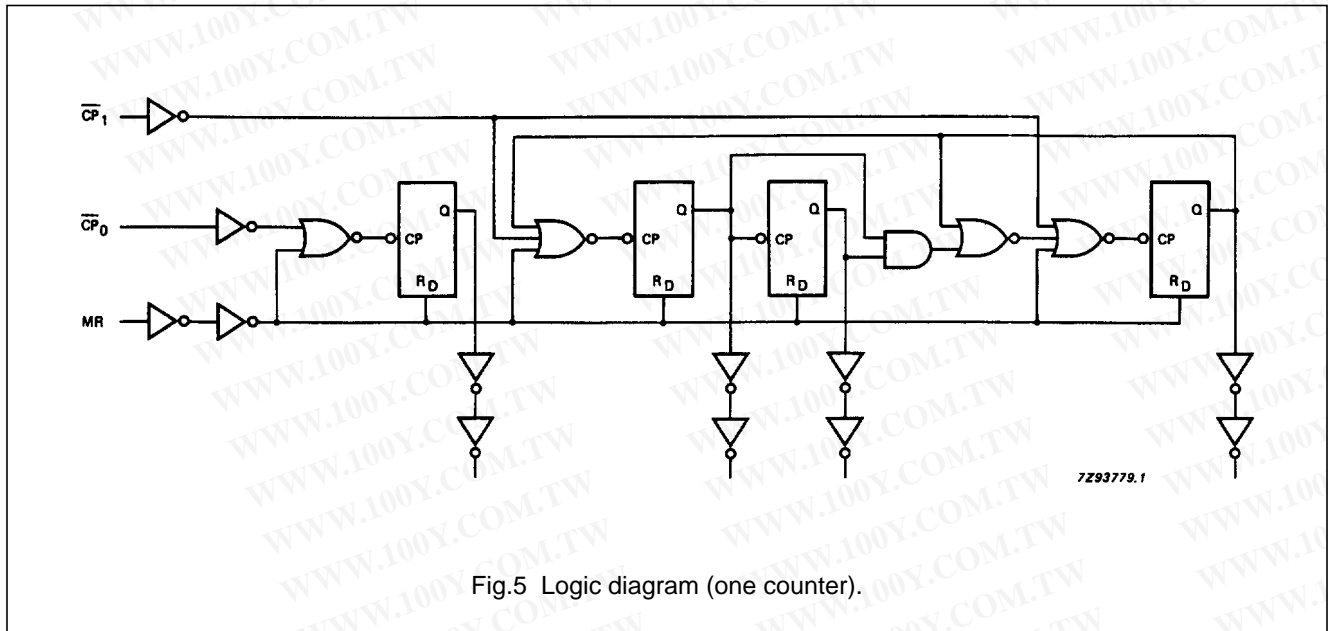 CP1
CP0
MR
Q
CP
RD
Q
CP
RD
Q
CP
RD
Q
CP
RD
7Z93779.1
Fig.5 Logic diagram (one counter).
WWW.100Y.COM.TW